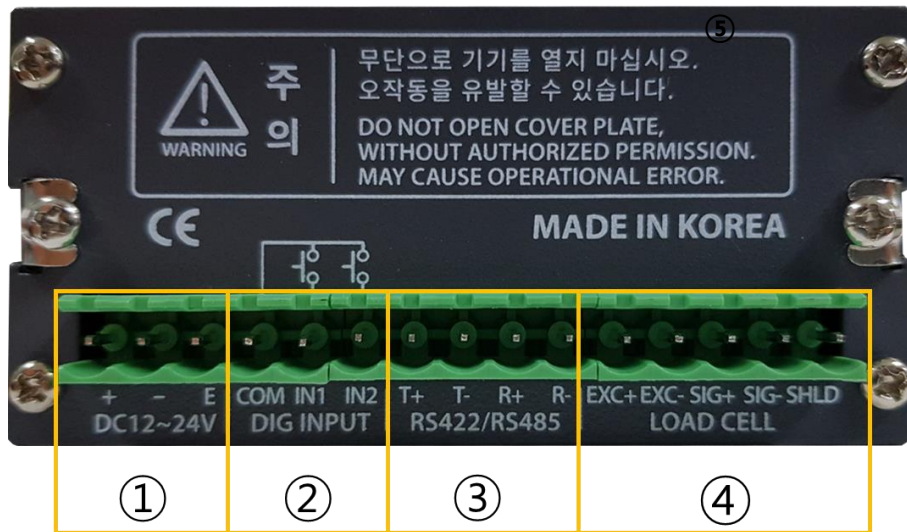 ⑤
주의
무단으로 기기를 열지 마십시오.
오작동을 유발할 수 있습니다.
WARNING
DO NOT OPEN COVER PLATE,
WITHOUT AUTHORIZED PERMISSION.
MAY CAUSE OPERATIONAL ERROR.
CE
MADE IN KOREA
+ - E COM IN1 IN2 T+ T- R+ R- EXC+ EXC- SIG+ SIG- SHLD
DC12~24V DIG INPUT RS422/RS485 LOAD CELL
① ② ③ ④